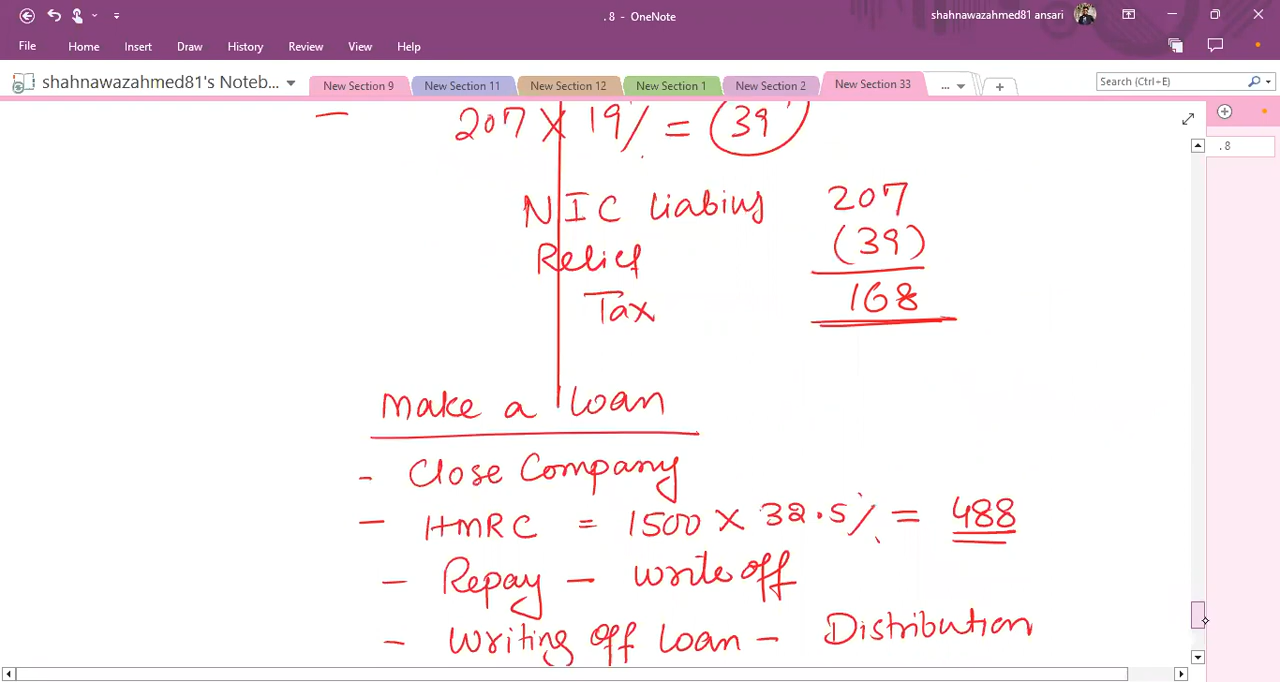 .8 - OneNote
shahnawazahmed81 ansari
File Home Insert Draw History Review View Help
shahnawazahmed81's Noteb... New Section 9 New Section 11 New Section 12 New Section 1 New Section 2 New Section 33 ... + Search (Ctrl+E)
.8
— 207 X 19% = (39)
NIC liability 207
Relief (39)
Tax 168
Make a loan
- Close Company
- HMRC = 1500 X 32.5% = 488
- Repay - write off
- Writing off loan - Distribution